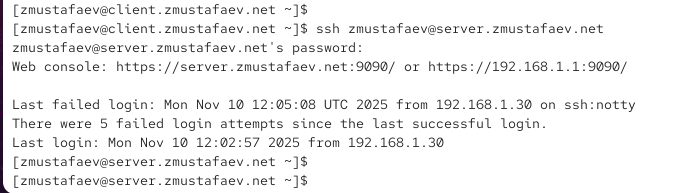 [zmustafaev@client.zmustafaev.net ~]$
[zmustafaev@client.zmustafaev.net ~]$ ssh zmustafaev@server.zmustafaev.net
zmustafaev@server.zmustafaev.net's password:
Web console: https://server.zmustafaev.net:9090/ or https://192.168.1.1:9090/

Last failed login: Mon Nov 10 12:05:08 UTC 2025 from 192.168.1.30 on ssh:notty
There were 5 failed login attempts since the last successful login.
Last login: Mon Nov 10 12:02:57 2025 from 192.168.1.30
[zmustafaev@server.zmustafaev.net ~]$
[zmustafaev@server.zmustafaev.net ~]$